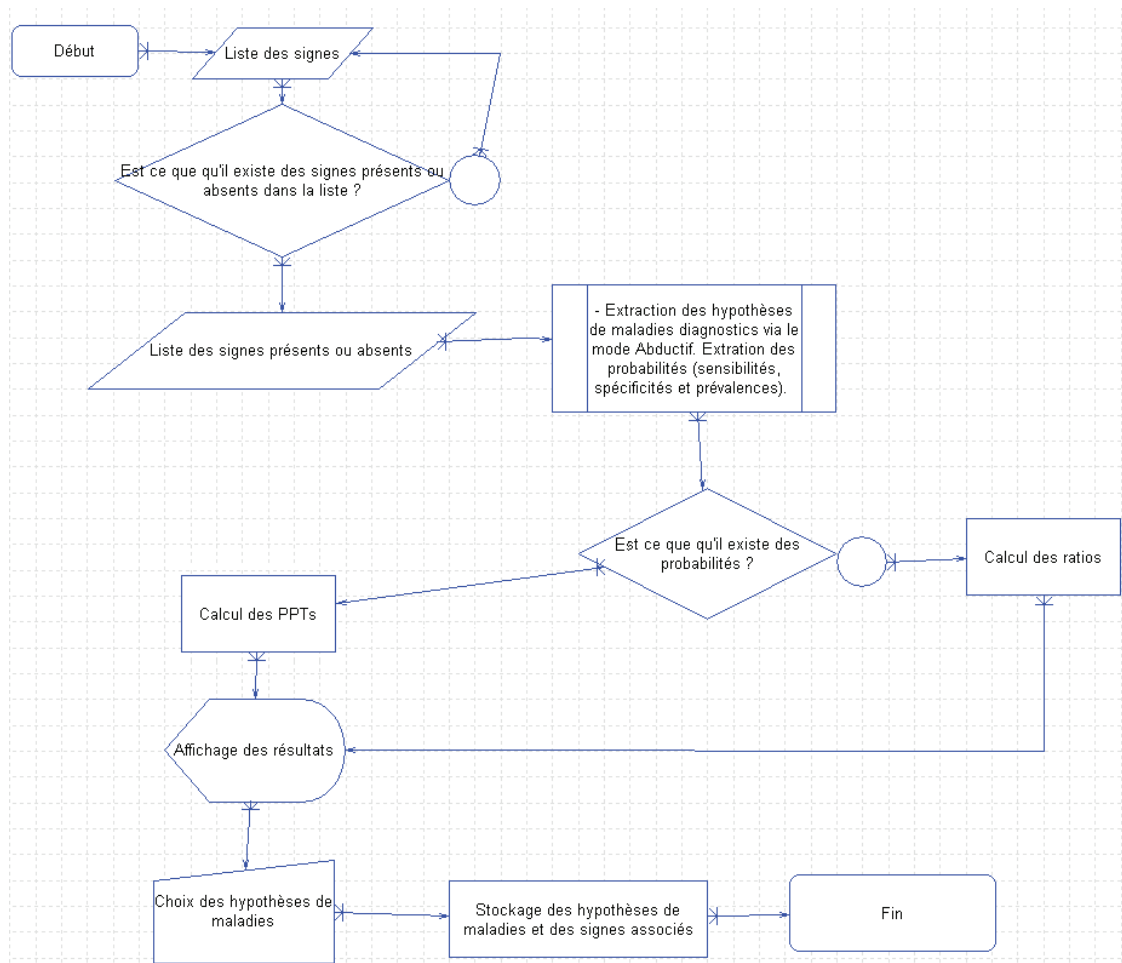 Début
Liste des signes
Est ce que qu'il existe des signes présents ou
absents dans la liste ?
Liste des signes présents ou absents
- Extraction des hypothèses
de maladies diagnostics via le
mode Abductif. Extration des
probabilités (sensibilités,
spécificités et prévalences).
Est ce que qu'il existe des
probabilités ?
Calcul des ratios
Calcul des PPTs
Affichage des résultats
Choix des hypothèses de
maladies
Stockage des hypothèses de
maladies et des signes associés
Fin